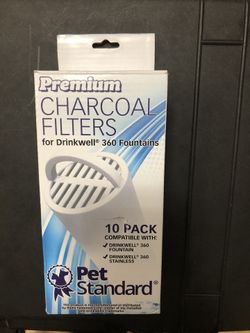 Premium
CHARCOAL
FILTERS
for Drinkwell® 360 Fountains
10 PACK
COMPATIBLE WITH:
✓DRINKWELL® 360
FOUNTAIN
✓DRINKWELL® 360
STAINLESS
Pet
Standard®